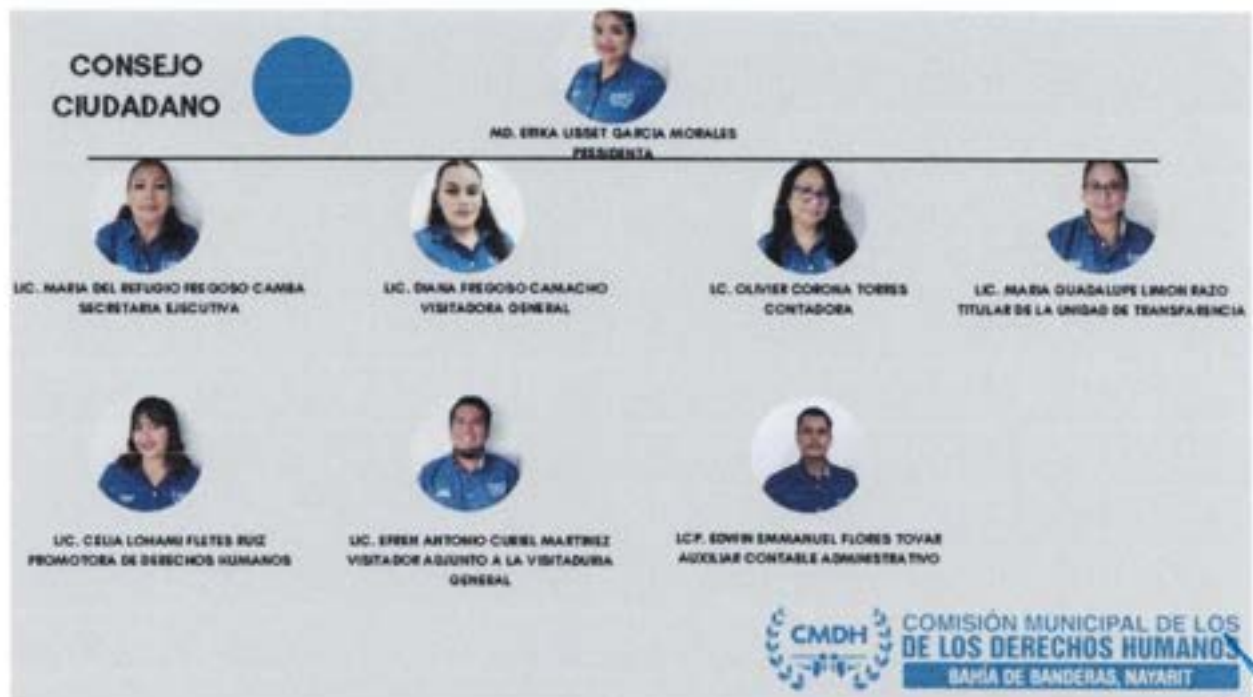 CONSEJO
CIUDADANO
MD. ERIKA LISSET GARCIA MORALES
PRESIDENTA
LIC. MARIA DEL REFUGIO FREGOSO CAMBA
SECRETARIA EJECUTIVA
LIC. DIANA FREGOSO CAMACHO
VISITADORA GENERAL
LC. OLIVIER CORONA TORRES
CONTADORA
LIC. MARIA GUADALUPE LIMON RAZO
TITULAR DE LA UNIDAD DE TRANSPARENCIA
LIC. CELIA LOHAMI FLETES RUIZ
PROMOTORA DE DERECHOS HUMANOS
LIC. EFREN ANTONIO CURIEL MARTINEZ
VISITADOR ADJUNTO A LA VISITADURIA
GENERAL
LCP. EDWIN EMMANUEL FLORES TOVAR
AUXILIAR CONTABLE ADMINISTRATIVO
CMDH
COMISIÓN MUNICIPAL DE LOS
DE LOS DERECHOS HUMANOS
BAHÍA DE BANDERAS, NAYARIT